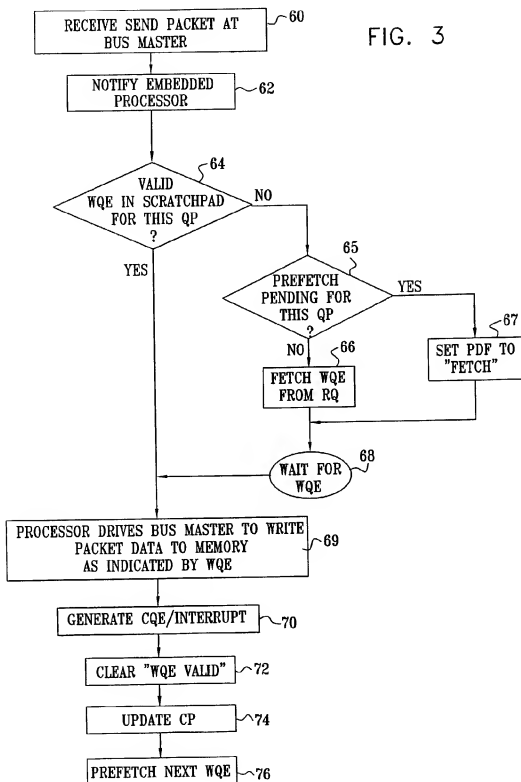 RECEIVE SEND PACKET AT
BUS MASTER
60
FIG. 3
NOTIFY EMBEDDED
PROCESSOR
62
64
VALID
WQE IN SCRATCHPAD
FOR THIS QP
?
NO
YES
65
PREFETCH
PENDING FOR
THIS QP
?
YES
NO
67
SET PDF TO
"FETCH"
66
FETCH WQE
FROM RQ
WAIT FOR
WQE
68
PROCESSOR DRIVES BUS MASTER TO WRITE
PACKET DATA TO MEMORY
AS INDICATED BY WQE
69
GENERATE CQE/INTERRUPT
70
CLEAR "WQE VALID"
72
UPDATE CP
74
PREFETCH NEXT WQE
76